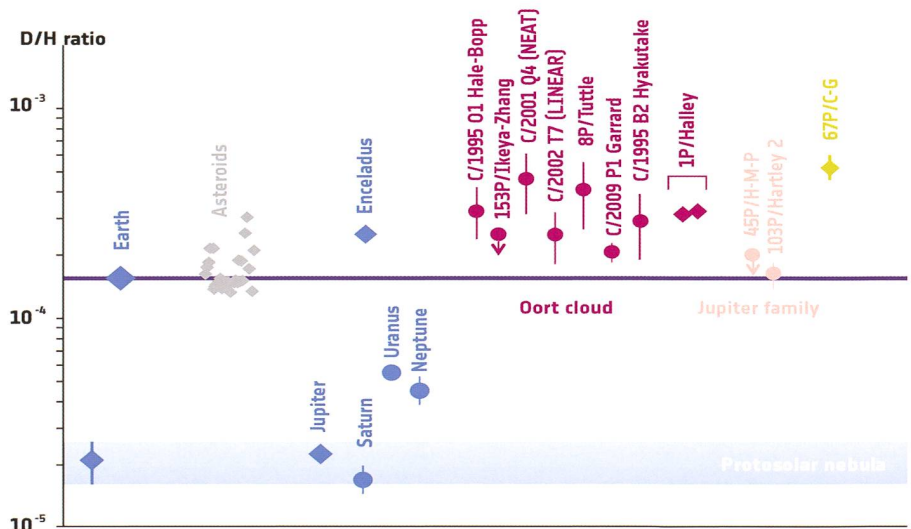 D/H ratio
10-3
10-4
10-5
Earth
Asteroids
Enceladus
Jupiter
Saturn
Uranus
Neptune
C/1995 O1 Hale-Bopp
153P/Ikeya-Zhang
C/2001 Q4 (NEAT)
C/2002 T7 (LINEAR)
8P/Tuttle
C/2009 P1 Garrard
C/1995 B2 Hyakutake
1P/Halley
45P/H-M-P
103P/Hartley 2
67P/C-G
Oort cloud
Jupiter family
Protosolar nebula